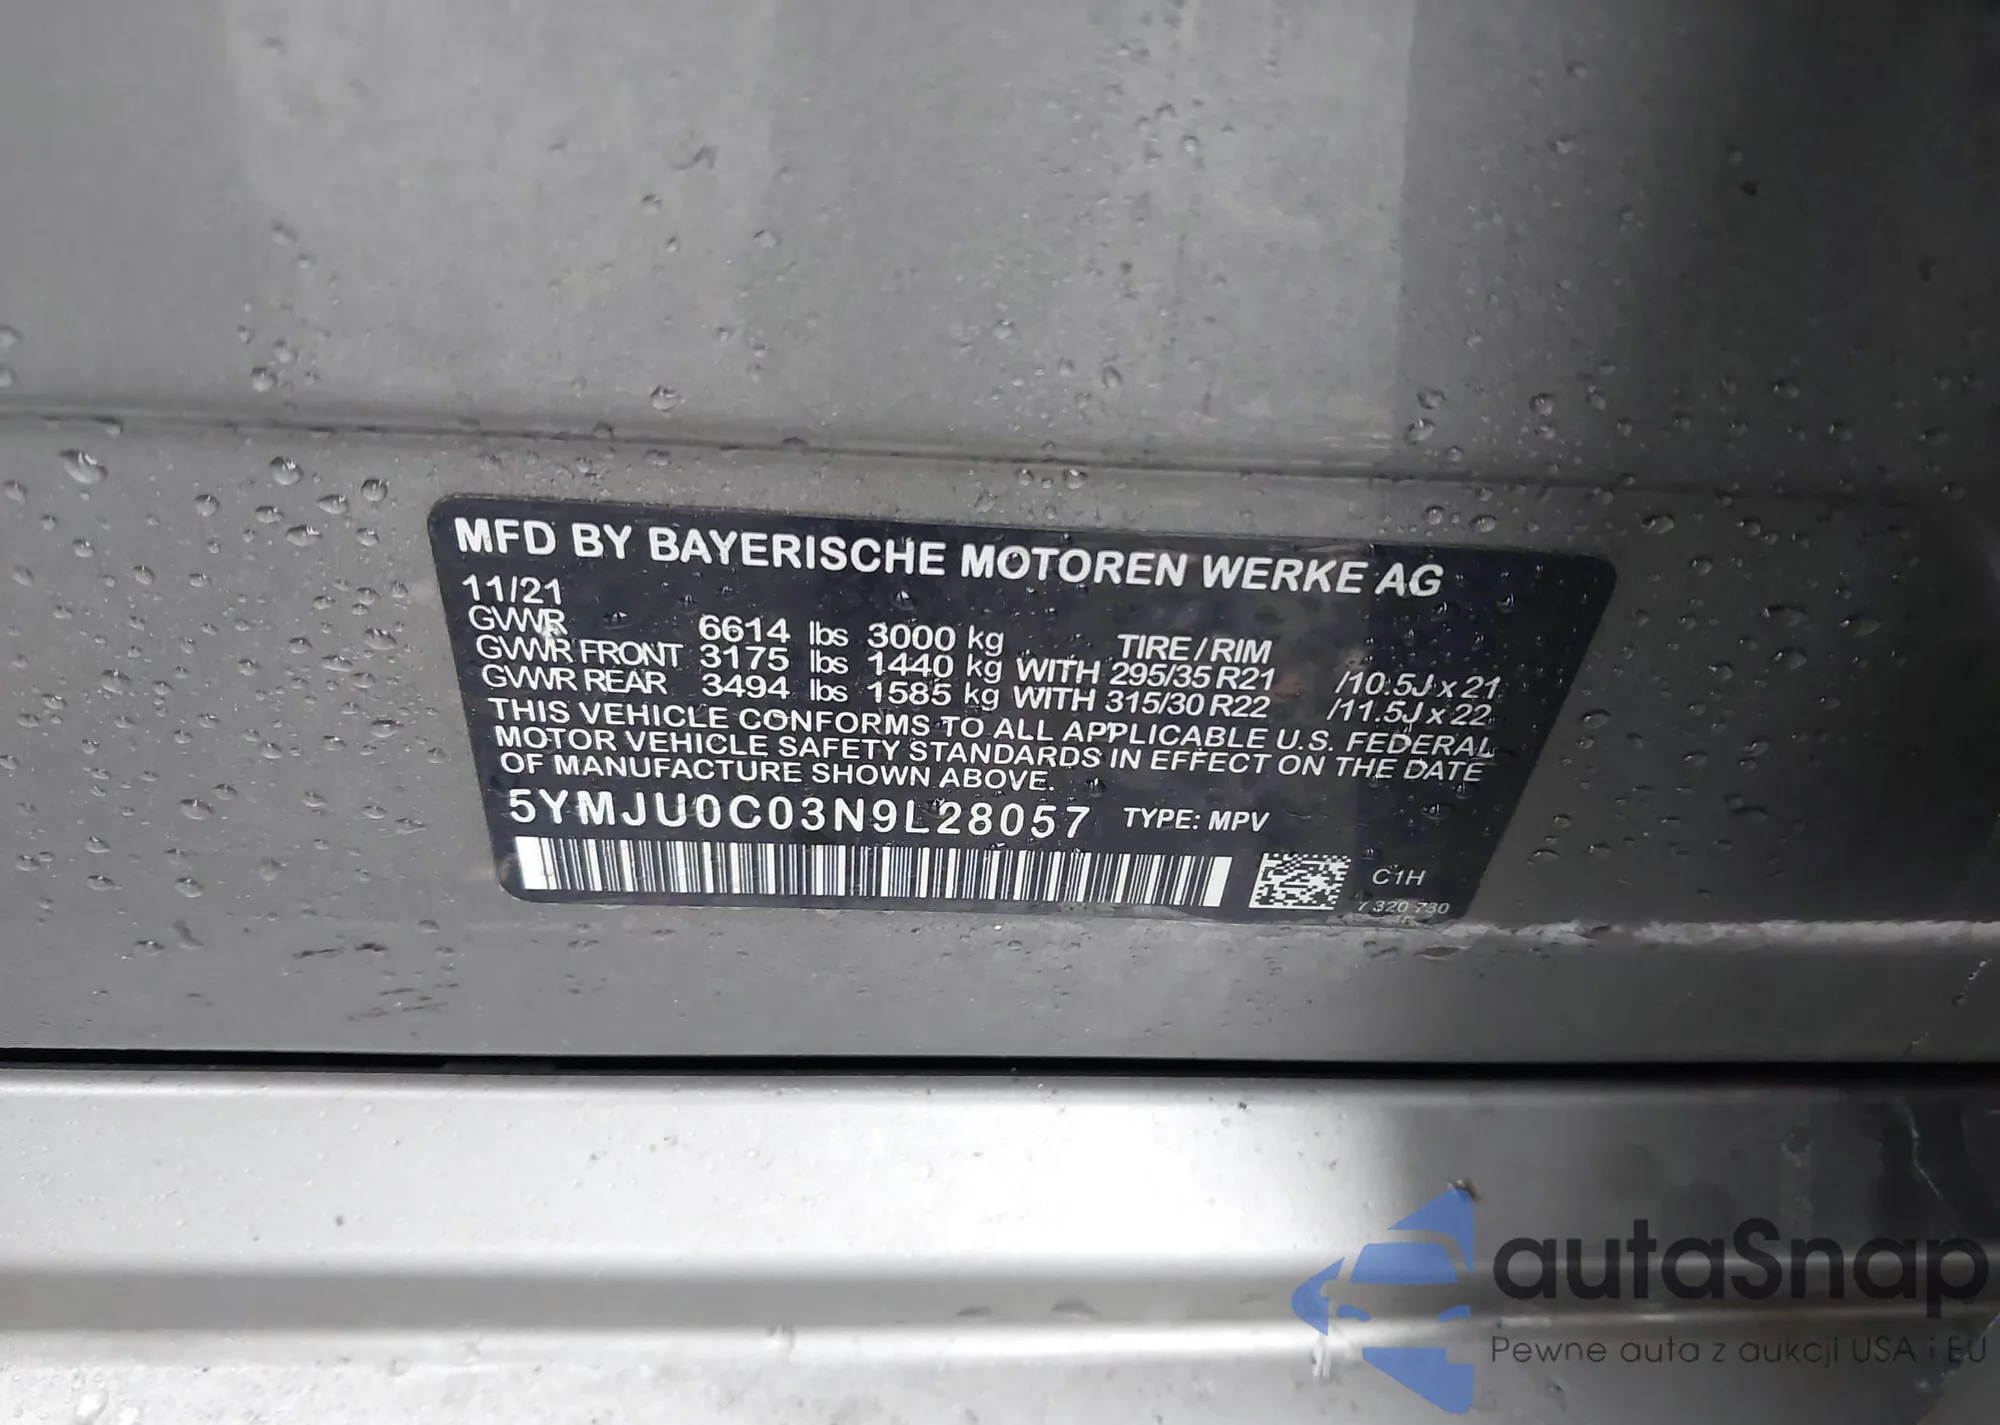 MFD BY BAYERISCHE MOTOREN WERKE AG
11/21
GVWR 6614 lbs 3000 kg TIRE/RIM
GVWR FRONT 3175 lbs 1440 kg WITH 295/35 R21 /10.5J x 21
GVWR REAR 3494 lbs 1585 kg WITH 315/30 R22 /11.5J x 22
THIS VEHICLE CONFORMS TO ALL APPLICABLE U.S. FEDERAL
MOTOR VEHICLE SAFETY STANDARDS IN EFFECT ON THE DATE
OF MANUFACTURE SHOWN ABOVE.
5YMJU0C03N9L28057 TYPE: MPV
C1H
7 320 730
autaSnap
Pewne auta z aukcji USA i EU